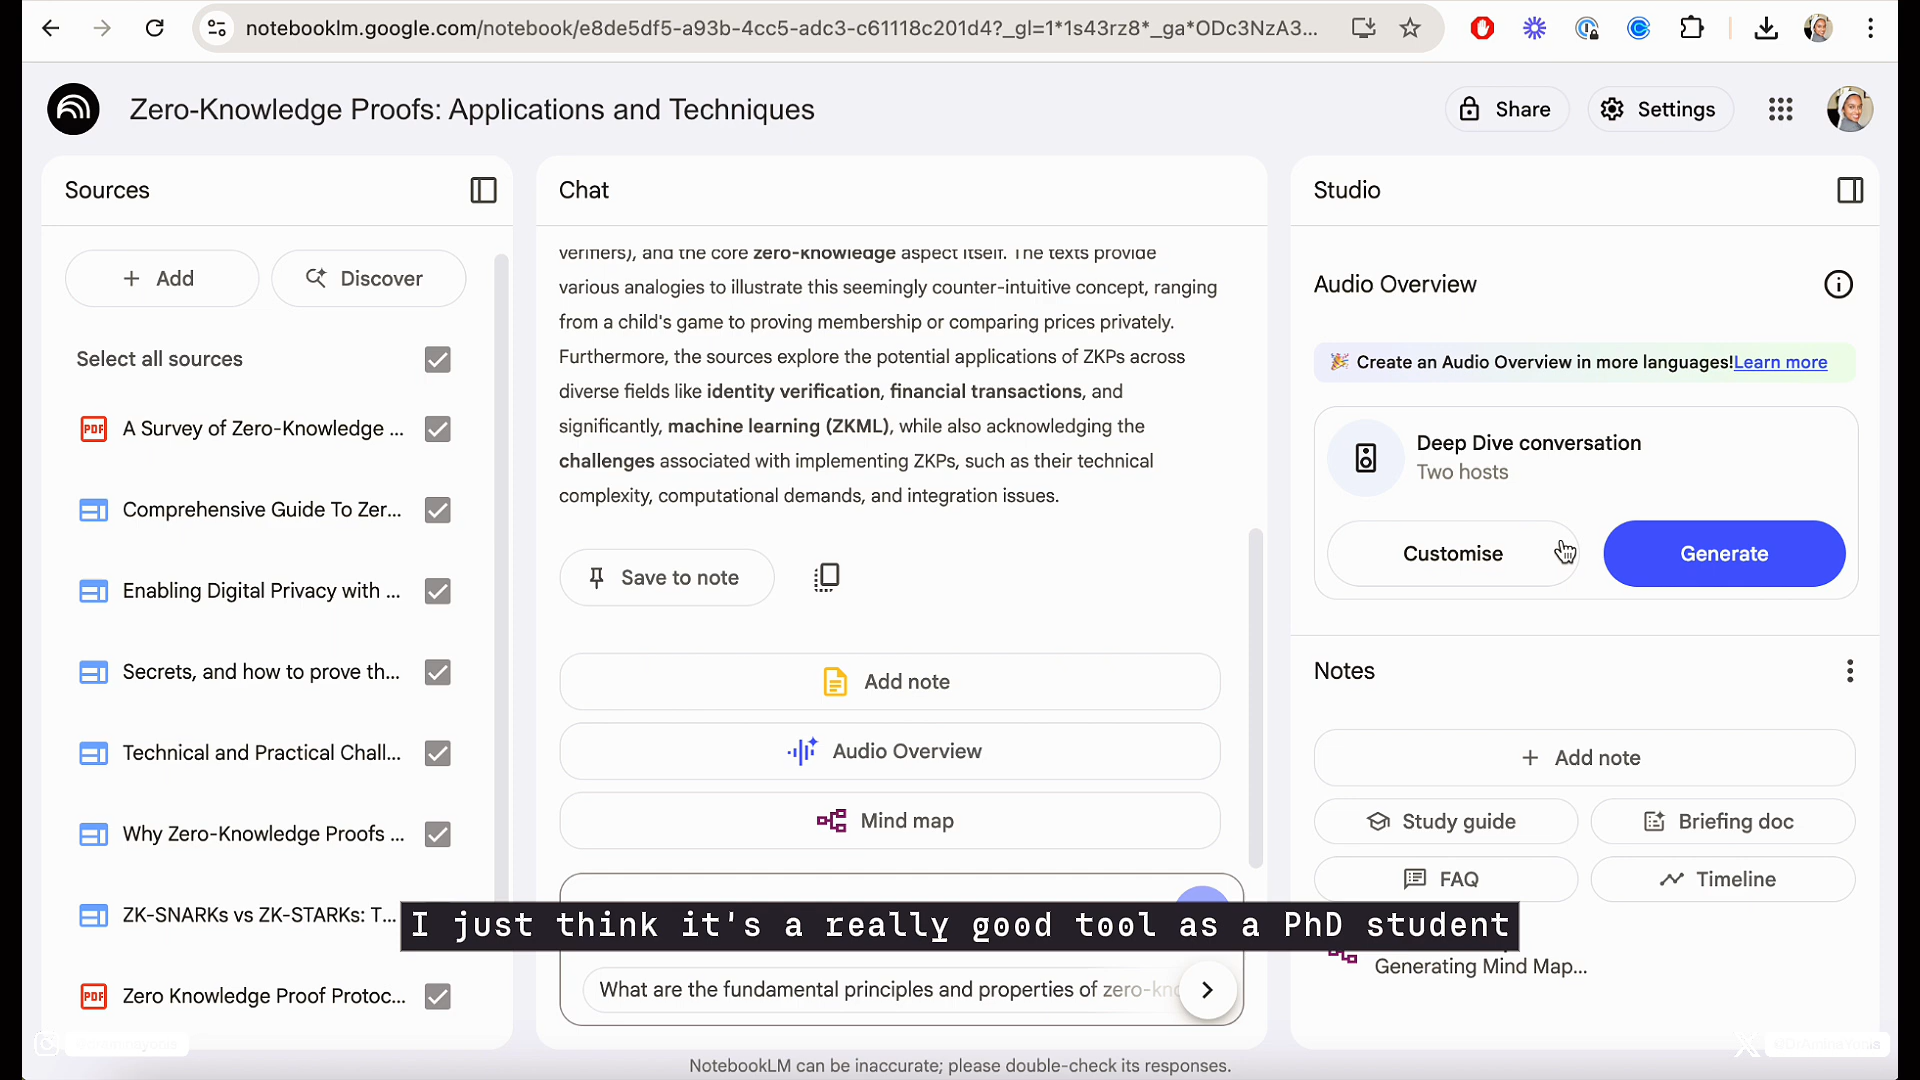 notebooklm.google.com/notebook/e8de5df5-a93b-4cc5-adc3-c61118c201d4?_gl=1*1s43rz8*_ga*ODc3NzA3...
Zero-Knowledge Proofs: Applications and Techniques
Share
Settings
Sources
Add
Discover
Select all sources
A Survey of Zero-Knowledge ...
Comprehensive Guide To Zer...
Enabling Digital Privacy with ...
Secrets, and how to prove th...
Technical and Practical Chall...
Why Zero-Knowledge Proofs ...
ZK-SNARKs vs ZK-STARKs: T...
Zero Knowledge Proof Protoc...
Chat
verifiers), and the core zero-knowledge aspect itself. The texts provide
various analogies to illustrate this seemingly counter-intuitive concept, ranging
from a child's game to proving membership or comparing prices privately.
Furthermore, the sources explore the potential applications of ZKPs across
diverse fields like identity verification, financial transactions, and
significantly, machine learning (ZKML), while also acknowledging the
challenges associated with implementing ZKPs, such as their technical
complexity, computational demands, and integration issues.
Save to note
Add note
Audio Overview
Mind map
What are the fundamental principles and properties of zero-kno
Studio
Audio Overview
Create an Audio Overview in more languages!Learn more
Deep Dive conversation
Two hosts
Customise
Generate
Notes
Add note
Study guide
Briefing doc
FAQ
Timeline
Generating Mind Map...
I just think it's a really good tool as a PhD student
NotebookLM can be inaccurate; please double-check its responses.